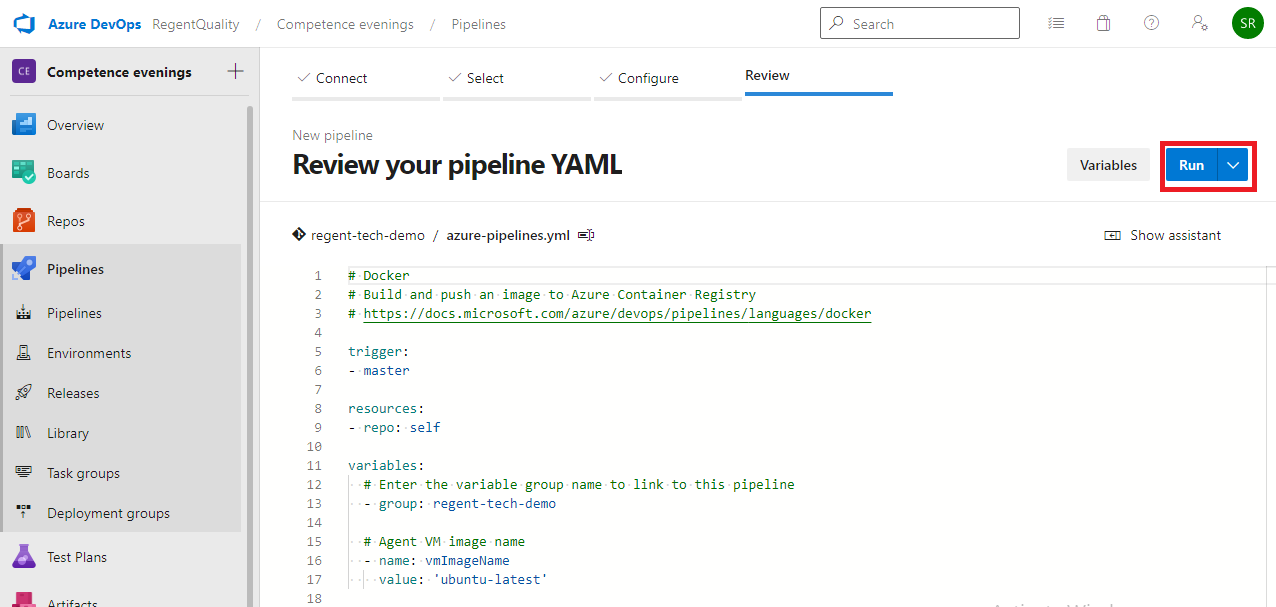 Azure DevOps RegentQuality / Competence evenings / Pipelines Search SR
CE Competence evenings
Connect Select Configure Review
Overview
Boards
Repos
Pipelines
Pipelines
Environments
Releases
Library
Task groups
Deployment groups
Test Plans
Artifacts
New pipeline
Review your pipeline YAML
Variables Run
regent-tech-demo / azure-pipelines.yml Show assistant
1 # Docker
2 # Build and push an image to Azure Container Registry
3 # https://docs.microsoft.com/azure/devops/pipelines/languages/docker
4
5 trigger:
6 - master
7
8 resources:
9 - repo: self
10
11 variables:
12 # Enter the variable group name to link to this pipeline
13 - group: regent-tech-demo
14
15 # Agent VM image name
16 - name: vmImageName
17 value: 'ubuntu-latest'
18